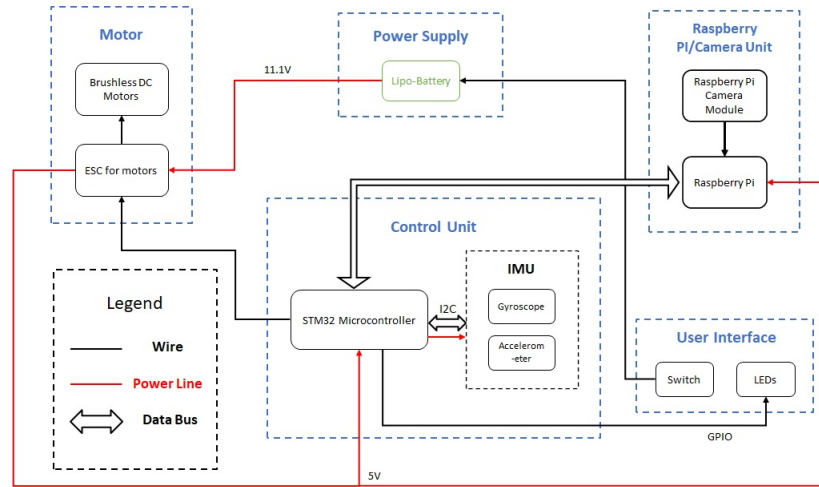 Motor
Brushless DC
Motors
ESC for motors
11.1V
Power Supply
Lipo-Battery
Raspberry
PI/Camera Unit
Raspberry Pi
Camera
Module
Raspberry Pi
Control Unit
STM32 Microcontroller
I2C
IMU
Gyroscope
Accelerom
-eter
User Interface
Switch
LEDs
GPIO
Legend
Wire
Power Line
Data Bus
5V